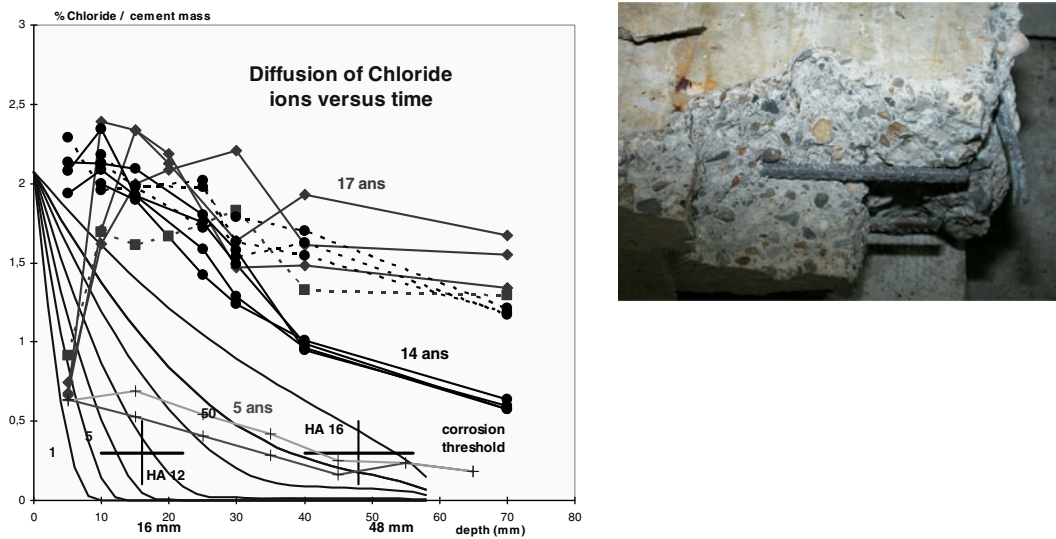 % Chloride / cement mass
3
2,5
2
1,5
1
0,5
0
Diffusion of Chloride
ions versus time
17 ans
14 ans
5 ans
50
1
5
HA 12
HA 16
corrosion
threshold
0 10 20 30 40 50 60 70 80
16 mm 48 mm depth (mm)